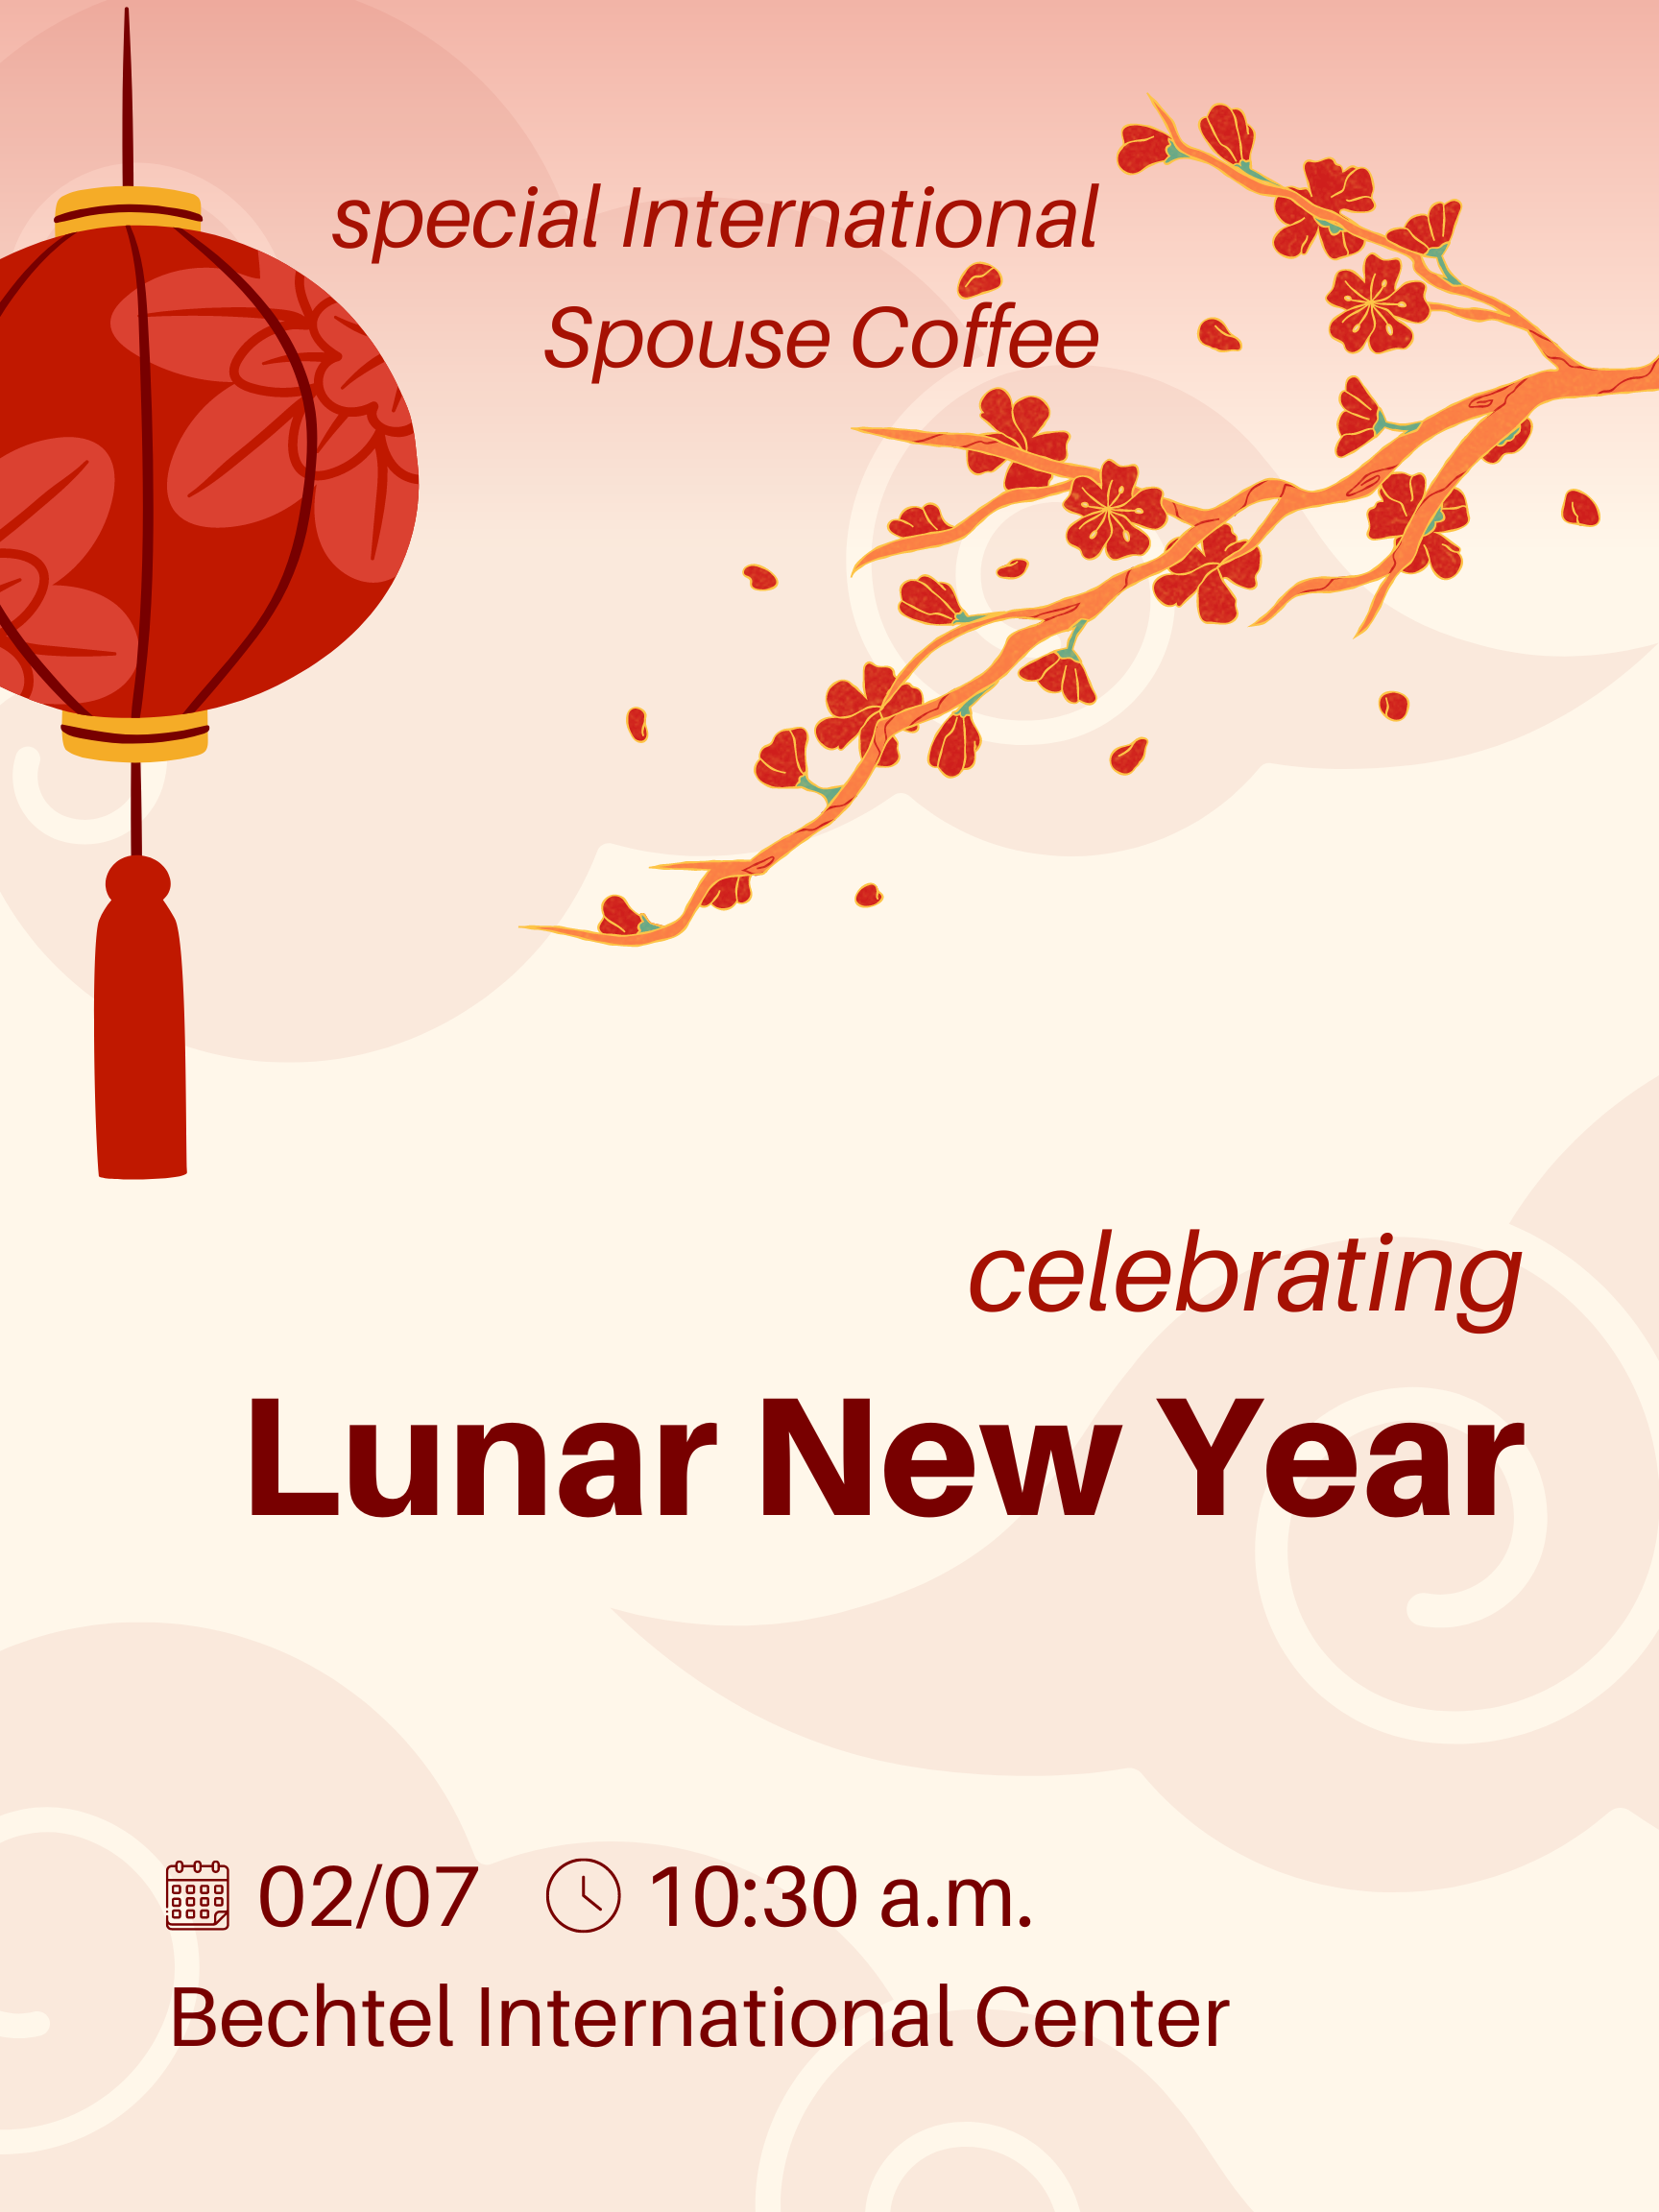 special International
Spouse Coffee
celebrating
Lunar New Year
02/07 10:30 a.m.
Bechtel International Center